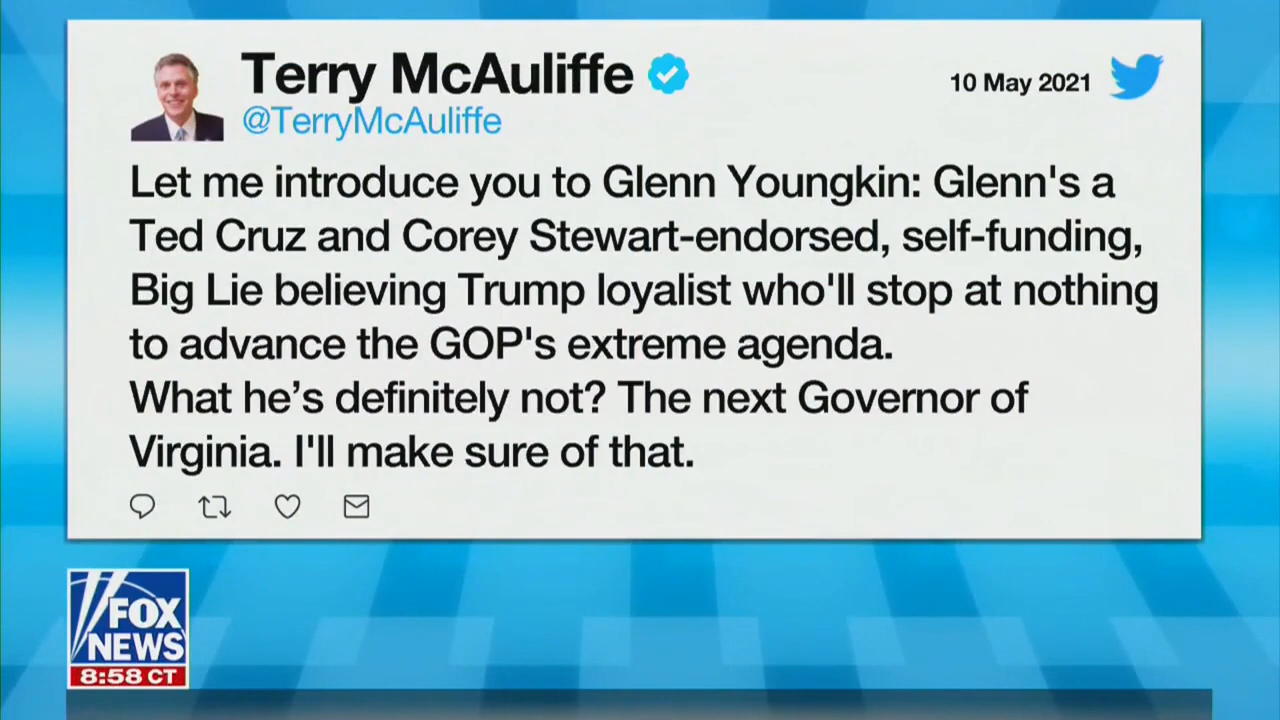 Terry McAuliffe
@TerryMcAuliffe
10 May 2021
Let me introduce you to Glenn Youngkin: Glenn's a
Ted Cruz and Corey Stewart-endorsed, self-funding,
Big Lie believing Trump loyalist who'll stop at nothing
to advance the GOP's extreme agenda.
What he’s definitely not? The next Governor of
Virginia. I'll make sure of that.
FOX
NEWS
8:58 CT